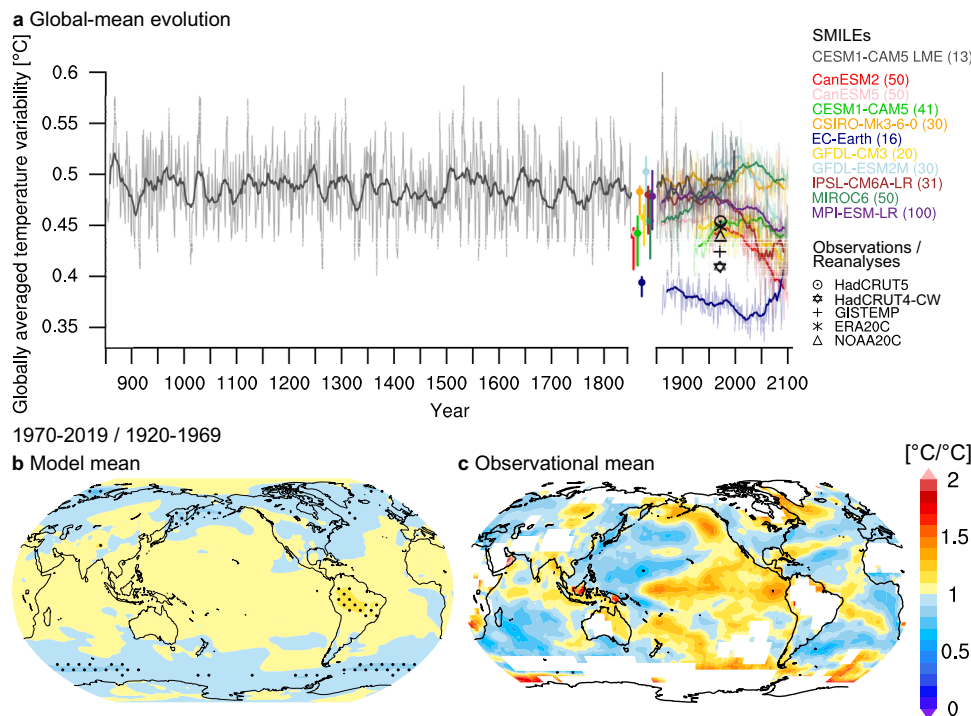 a Global-mean evolution
Globally averaged temperature variability [°C]
0.6
0.55
0.5
0.45
0.4
0.35
900 1000 1100 1200 1300 1400 1500 1600 1700 1800 1900 2000 2100
Year
SMILEs
CESM1-CAM5 LME (13)
CanESM2 (50)
CanESM5 (50)
CESM1-CAM5 (41)
CSIRO-Mk3-6-0 (30)
EC-Earth (16)
GFDL-CM3 (20)
GFDL-ESM2M (30)
IPSL-CM6A-LR (31)
MIROC6 (50)
MPI-ESM-LR (100)
Observations /
Reanalyses
HadCRUT5
HadCRUT4-CW
GISTEMP
ERA20C
NOAA20C
1970-2019 / 1920-1969
b Model mean
c Observational mean
[°C/°C]
2
1.5
1
0.5
0